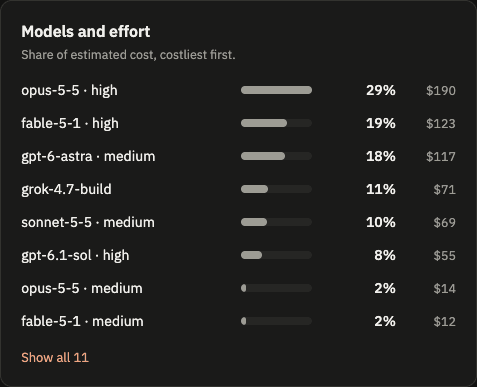 Models and effort
Share of estimated cost, costliest first.
opus-5-5 · high 29% $190
fable-5-1 · high 19% $123
gpt-6-astra · medium 18% $117
grok-4.7-build 11% $71
sonnet-5-5 · medium 10% $69
gpt-6.1-sol · high 8% $55
opus-5-5 · medium 2% $14
fable-5-1 · medium 2% $12
Show all 11